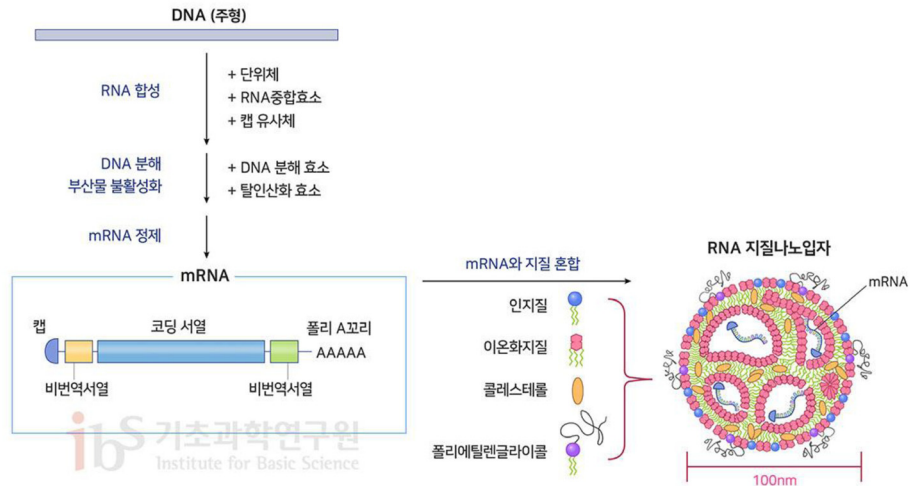 DNA (주형)
RNA 합성
+ 단위체
+ RNA중합효소
+ 캡 유사체
DNA 분해
부산물 불활성화
+ DNA 분해 효소
+ 탈인산화 효소
mRNA 정제
mRNA
캡
코딩 서열
폴리 A꼬리
AAAAA
비번역서열
비번역서열
ibs 기초과학연구원
Institute for Basic Science
mRNA와 지질 혼합
인지질
이온화지질
콜레스테롤
폴리에틸렌글라이콜
RNA 지질나노입자
mRNA
100nm